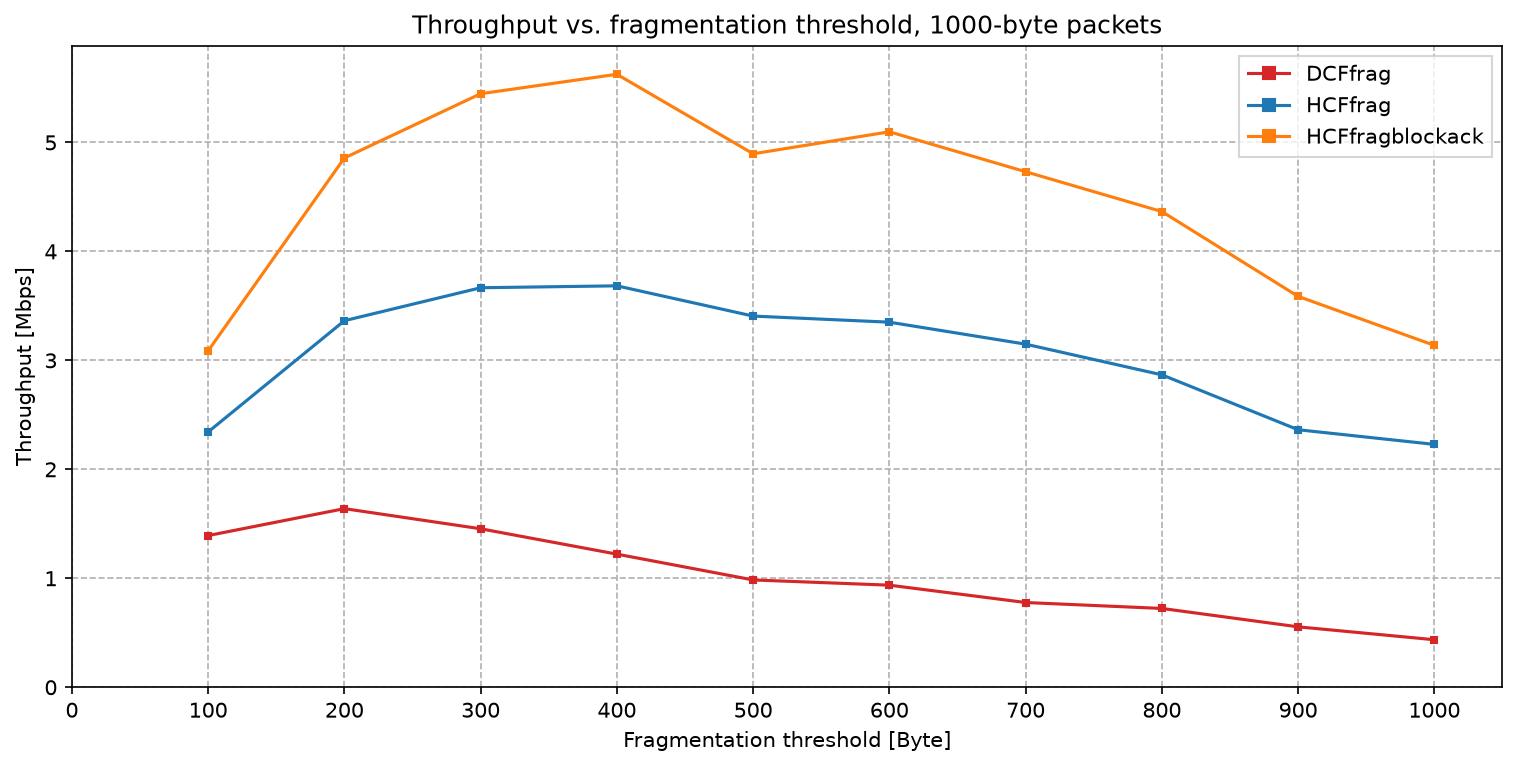 Throughput vs. fragmentation threshold, 1000-byte packets
DCFfrag
HCFfrag
HCFfragblockack
Throughput [Mbps]
5
4
3
2
1
0
0 100 200 300 400 500 600 700 800 900 1000
Fragmentation threshold [Byte]